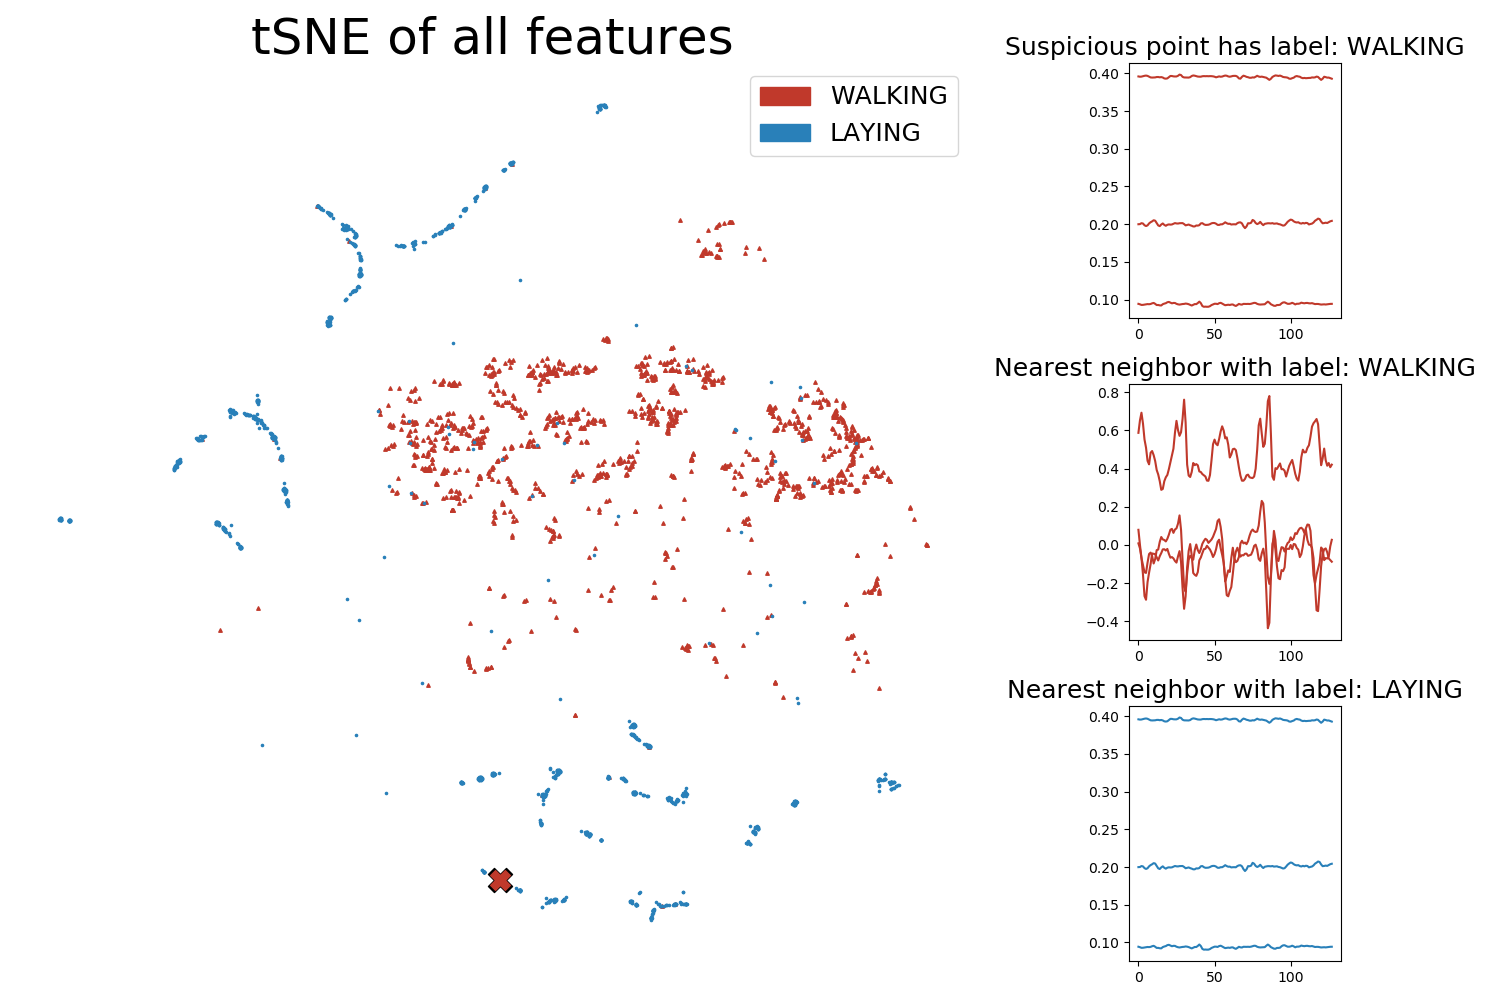 tSNE of all features
WALKING
LAYING
Suspicious point has label: WALKING
0.40
0.35
0.30
0.25
0.20
0.15
0.10
0 50 100
Nearest neighbor with label: WALKING
0.8
0.6
0.4
0.2
0.0
−0.2
−0.4
0 50 100
Nearest neighbor with label: LAYING
0.40
0.35
0.30
0.25
0.20
0.15
0.10
0 50 100